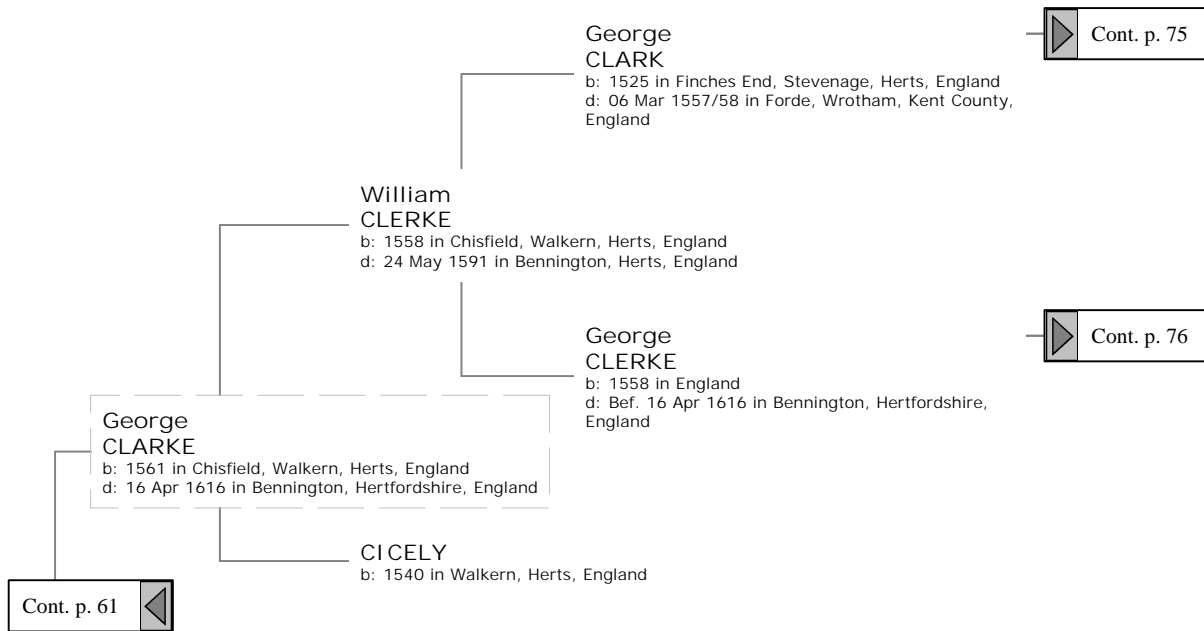 George
CLARK
b: 1525 in Finches End, Stevenage, Herts, England
d: 06 Mar 1557/58 in Forde, Wrotham, Kent County,
England
Cont. p. 75
William
CLERKE
b: 1558 in Chisfield, Walkern, Herts, England
d: 24 May 1591 in Bennington, Herts, England
George
CLERKE
b: 1558 in England
d: Bef. 16 Apr 1616 in Bennington, Hertfordshire,
England
Cont. p. 76
George
CLARKE
b: 1561 in Chisfield, Walkern, Herts, England
d: 16 Apr 1616 in Bennington, Hertfordshire, England
CICELY
b: 1540 in Walkern, Herts, England
Cont. p. 61